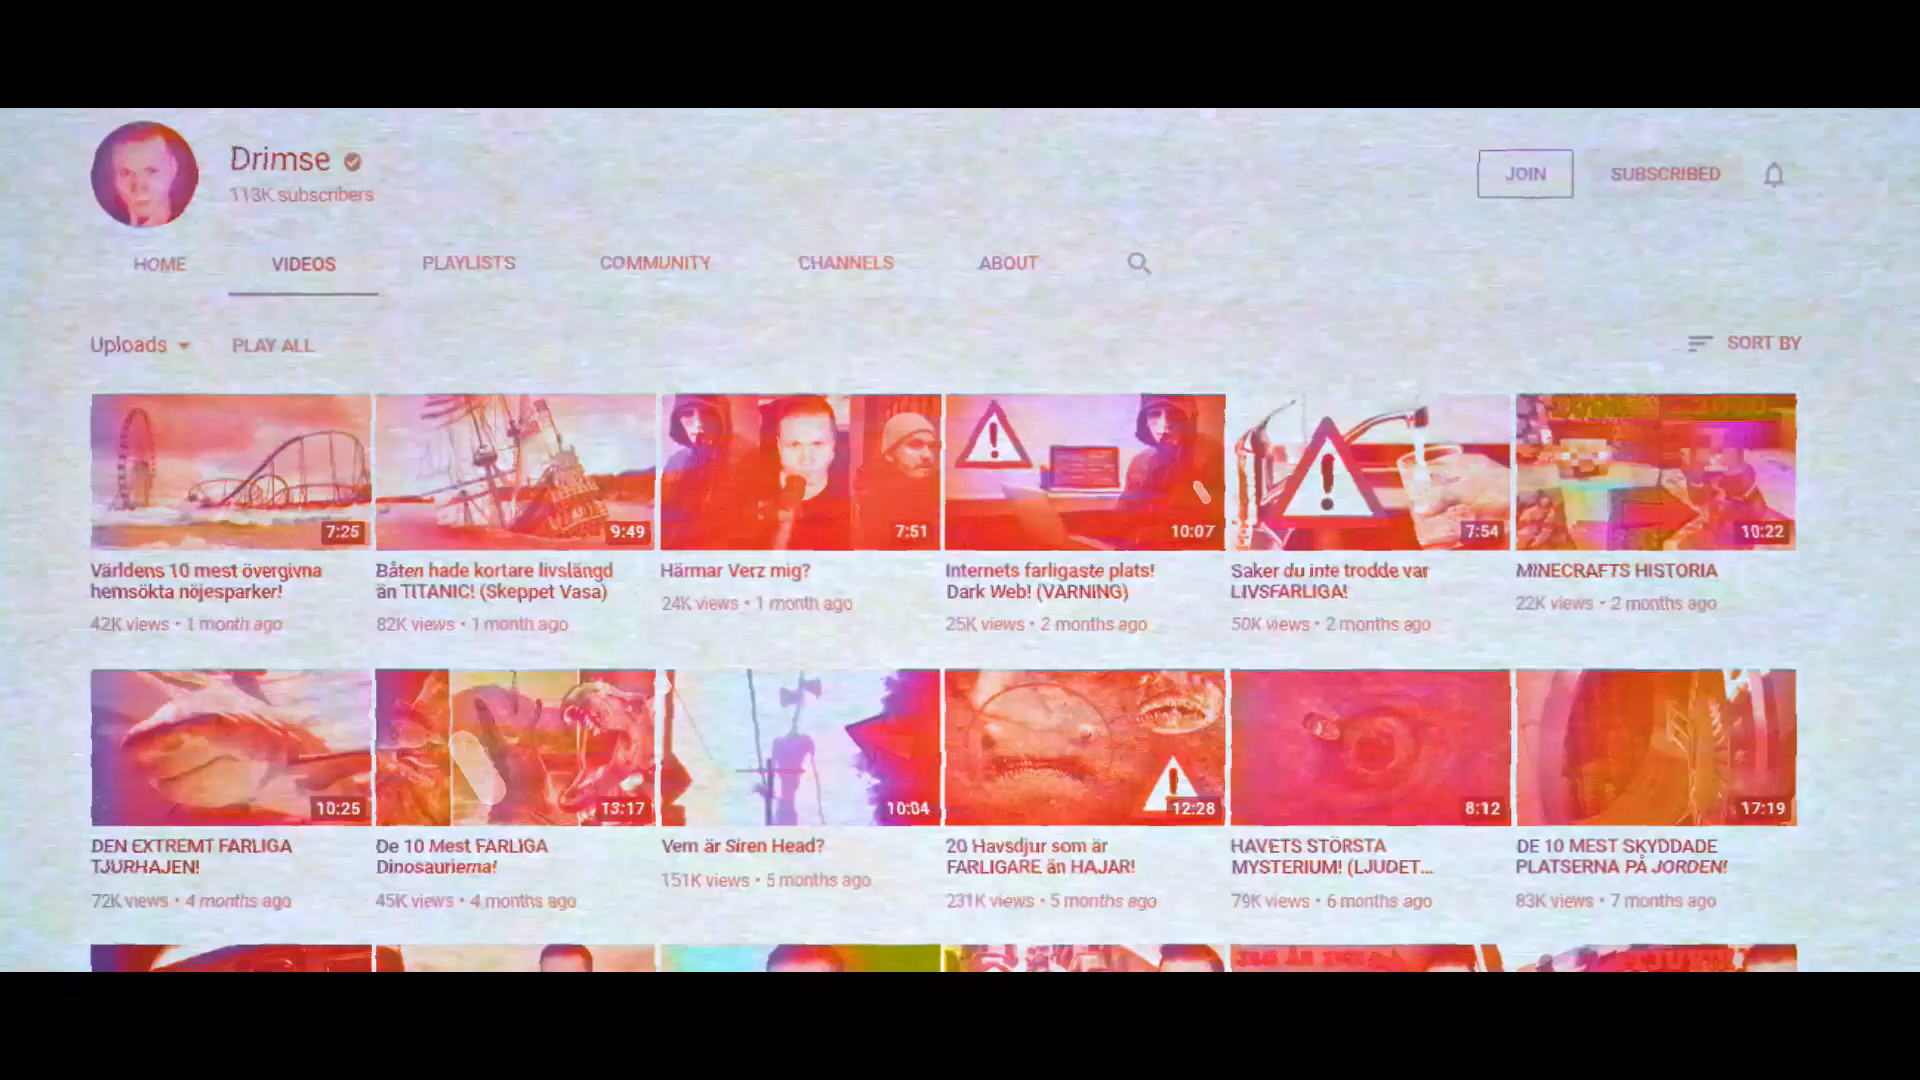 Drimse
113K subscribers
JOIN
SUBSCRIBED
HOME
VIDEOS
PLAYLISTS
COMMUNITY
CHANNELS
ABOUT
Uploads
PLAY ALL
SORT BY
7:25
9:49
7:51
10:07
7:54
10:22
Världens 10 mest övergivna
hemsökta nöjesparker!
42K views • 1 month ago
Båten hade kortare livslängd
än TITANIC! (Skeppet Vasa)
82K views • 1 month ago
Härmar Verz mig?
24K views • 1 month ago
Internets farligaste plats!
Dark Web! (VARNING)
25K views • 2 months ago
Saker du inte trodde var
LIVSFARLIGA!
50K views • 2 months ago
MINECRAFTS HISTORIA
22K views • 2 months ago
10:25
13:17
10:04
12:28
8:12
17:19
DEN EXTREMT FARLIGA
TJURHAJEN!
72K views • 4 months ago
De 10 Mest FARLIGA
Dinosaurierna!
45K views • 4 months ago
Vem är Siren Head?
151K views • 5 months ago
20 Havsdjur som är
FARLIGARE än HAJAR!
231K views • 5 months ago
HAVETS STÖRSTA
MYSTERIUM! (LJUDET...
79K views • 6 months ago
DE 10 MEST SKYDDADE
PLATSERNA PÅ JORDEN!
83K views • 7 months ago